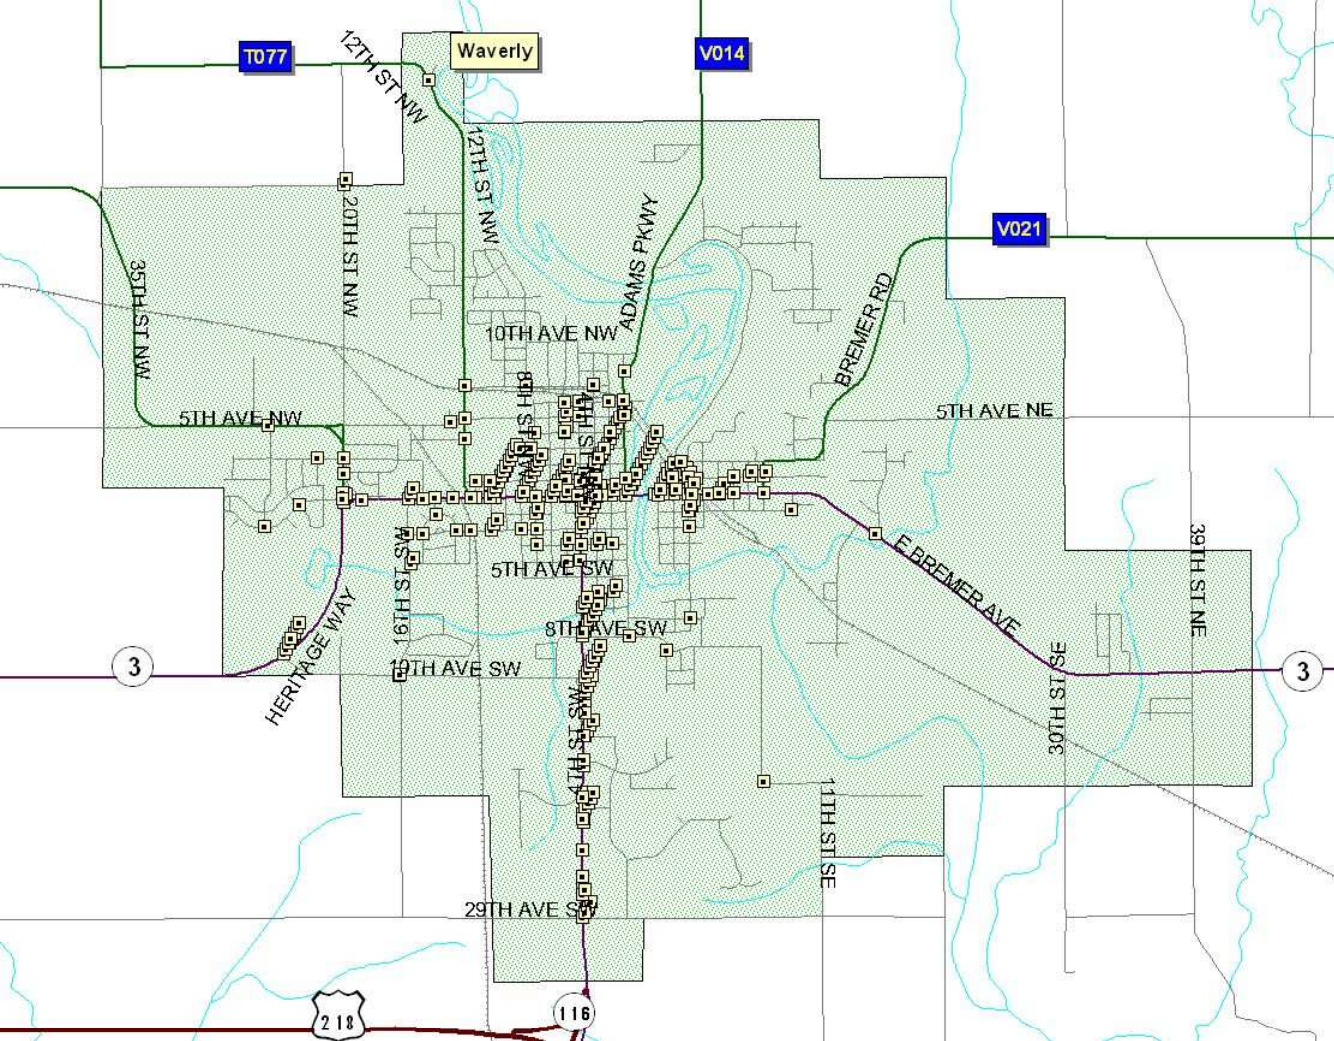 Waverly
T077
V014
12TH ST NW
12TH ST NW
20TH ST NW
ADAMS PKWY
V021
35TH ST NW
10TH AVE NW
BREMER RD
5TH AVE NW
5TH AVE NE
16TH ST SW
5TH AVE SW
E BREMER AVE
39TH ST NE
HERITAGE WAY
8TH AVE SW
3
19TH AVE SW
30TH ST SE
3
4TH ST SW
11TH ST SE
29TH AVE SW
218
116